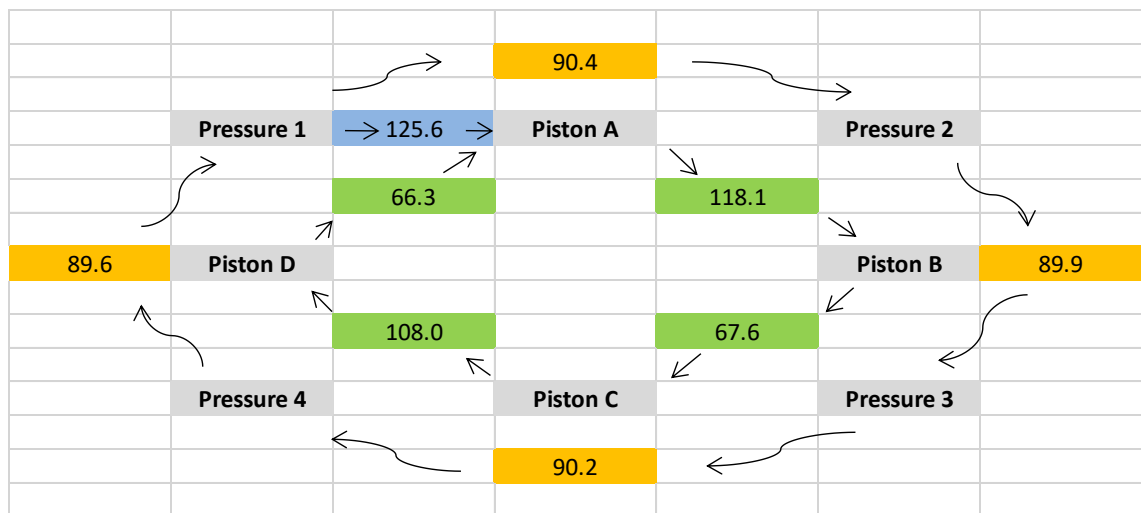 90.4
Pressure 1 125.6 Piston A Pressure 2
66.3 118.1
89.6 Piston D Piston B 89.9
108.0 67.6
Pressure 4 Piston C Pressure 3
90.2